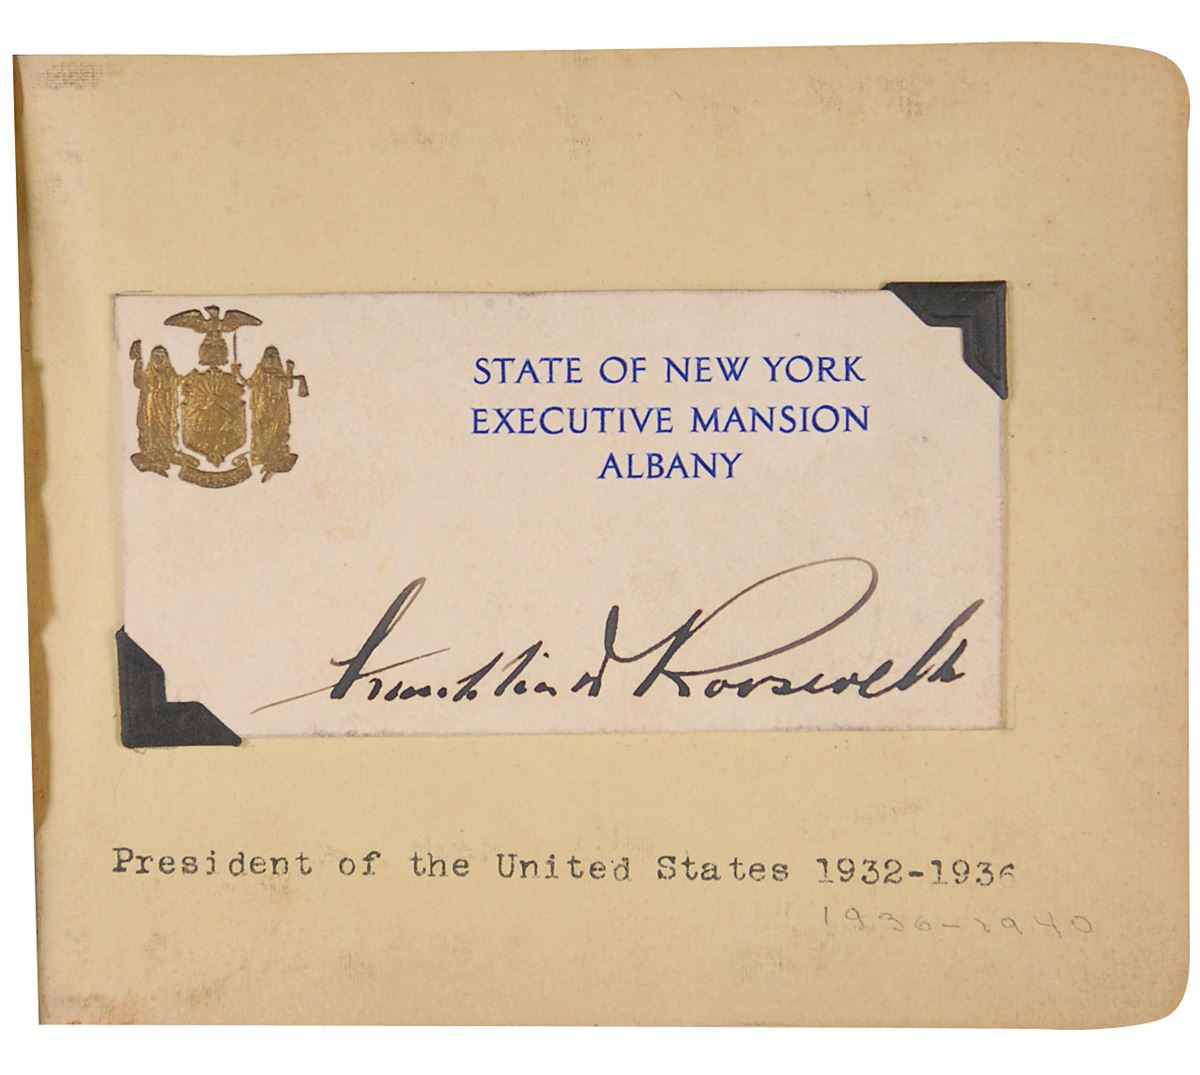 STATE OF NEW YORK
EXECUTIVE MANSION
ALBANY
Franklin D Roosevelt
President of the United States 1932-1936
1936-1940